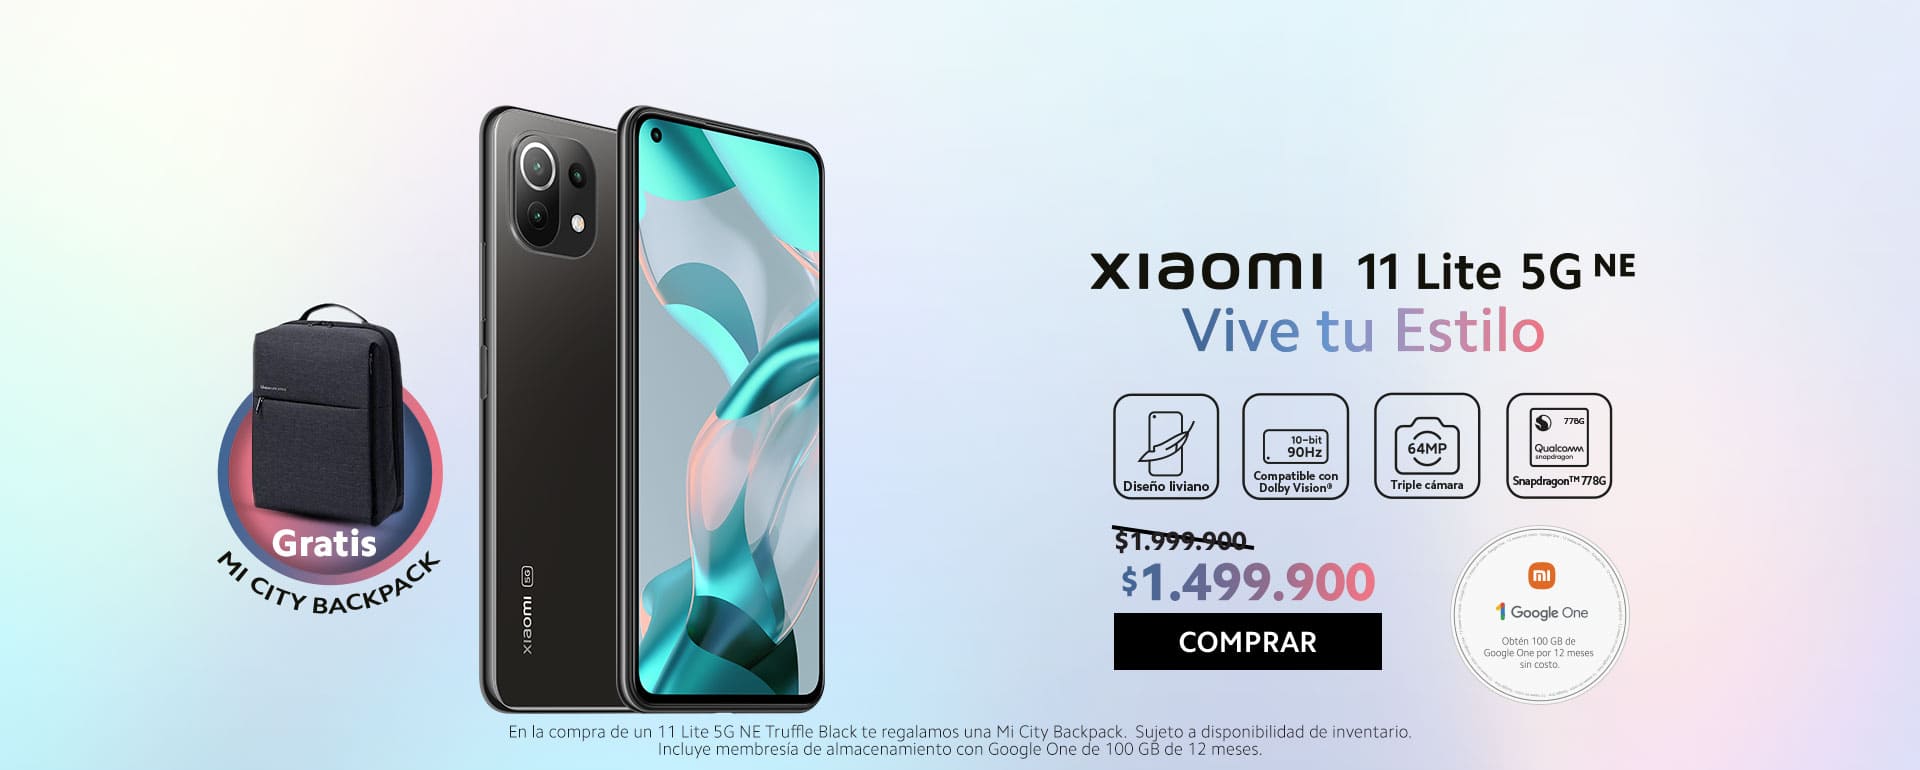 XIAOMI 11 Lite 5G NE
Vive tu Estilo
Diseño liviano
10-bit
90Hz
Compatible con
Dolby Vision®
64MP
Triple cámara
778G
Qualcomm
snapdragon
Snapdragon™ 778G
$1.999.900
$1.499.900
COMPRAR
mi
Google One
Obtén 100 GB de
Google One por 12 meses
sin costo.
Gratis
MI CITY BACKPACK
XIAOMI 5G
En la compra de un 11 Lite 5G NE Truffle Black te regalamos una Mi City Backpack. Sujeto a disponibilidad de inventario.
Incluye membresía de almacenamiento con Google One de 100 GB de 12 meses.